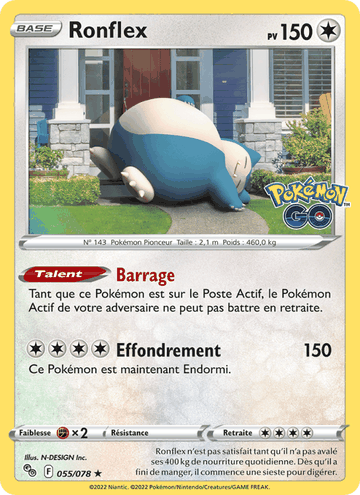 BASE Ronflex PV 150
POKÉMON GO
N° 143 Pokémon Pionceur Taille : 2,1 m Poids : 460,0 kg
Talent Barrage
Tant que ce Pokémon est sur le Poste Actif, le Pokémon
Actif de votre adversaire ne peut pas battre en retraite.
Effondrement 150
Ce Pokémon est maintenant Endormi.
Faiblesse ×2 Résistance Retraite
Illus. N-DESIGN Inc.
F 055/078 ★
Ronflex n'est pas satisfait tant qu'il n'a pas avalé
ses 400 kg de nourriture quotidienne. Dès qu'il a
fini de manger, il commence une sieste pour digérer.
©2022 Niantic. ©2022 Pokémon/Nintendo/Creatures/GAME FREAK.